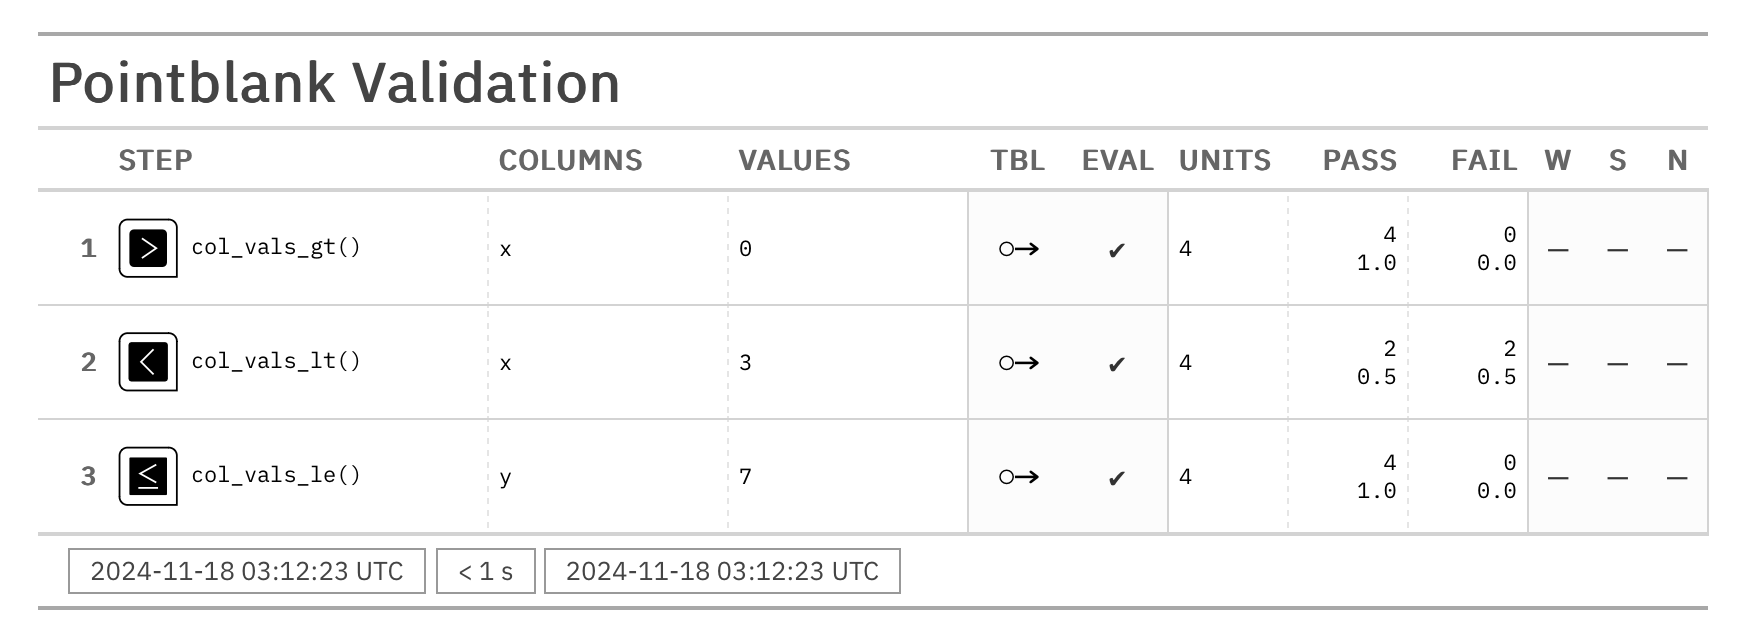 Pointblank Validation
STEP COLUMNS VALUES TBL EVAL UNITS PASS FAIL W S N
1 > col_vals_gt() x 0 ○→ ✔ 4 4 0 — — —
1.0 0.0
2 < col_vals_lt() x 3 ○→ ✔ 4 2 2 — — —
0.5 0.5
3 ≤ col_vals_le() y 7 ○→ ✔ 4 4 0 — — —
1.0 0.0
2024-11-18 03:12:23 UTC < 1 s 2024-11-18 03:12:23 UTC